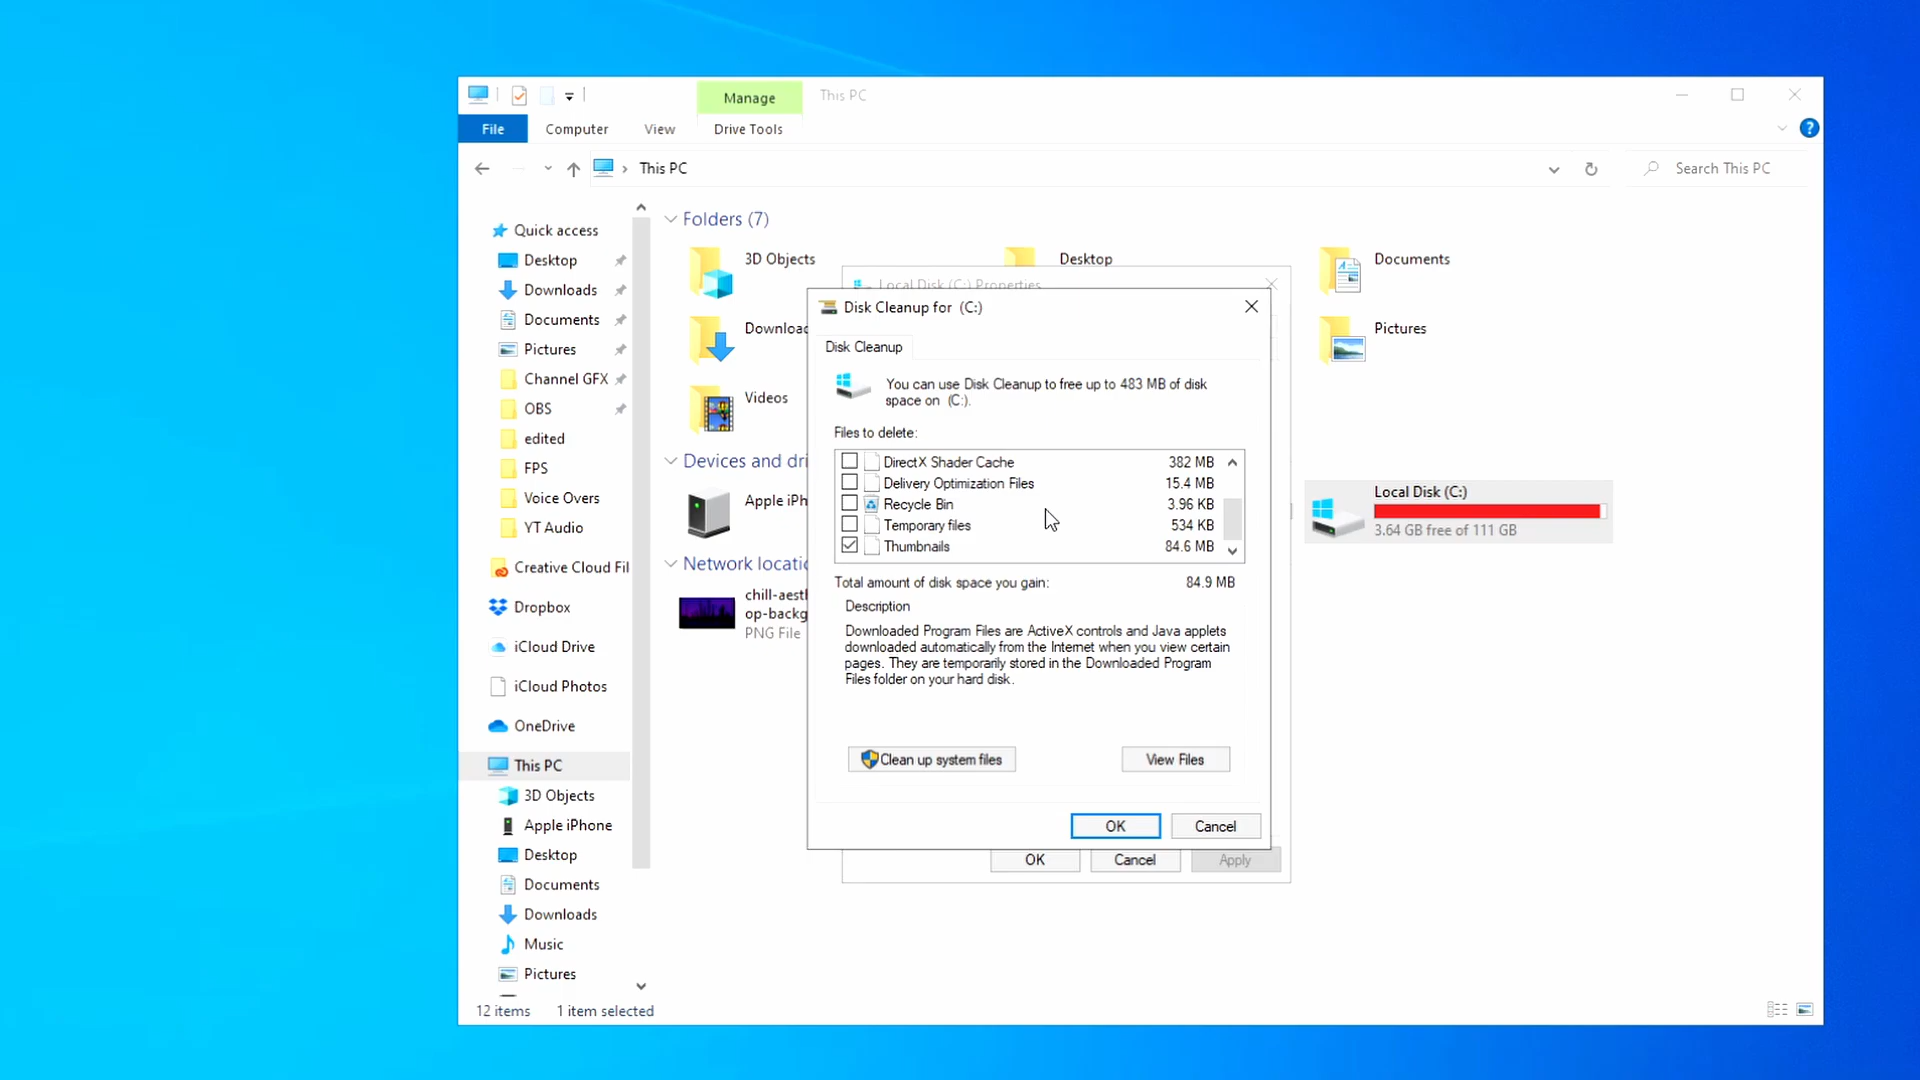 Manage
This PC
File
Computer
View
Drive Tools
This PC
Search This PC
Quick access
Desktop
Downloads
Documents
Pictures
Channel GFX
OBS
edited
FPS
Voice Overs
YT Audio
Creative Cloud Fil
Dropbox
iCloud Drive
iCloud Photos
OneDrive
This PC
3D Objects
Apple iPhone
Desktop
Documents
Downloads
Music
Pictures
Folders (7)
3D Objects
Desktop
Documents
Downloac
Pictures
Videos
Devices and dri
Apple iPh
Local Disk (C:)
3.64 GB free of 111 GB
Network locatic
chill-aesth
op-backg
PNG File
Local Disk (C:) Properties
Disk Cleanup for (C:)
Disk Cleanup
You can use Disk Cleanup to free up to 483 MB of disk
space on (C:).
Files to delete:
DirectX Shader Cache 382 MB
Delivery Optimization Files 15.4 MB
Recycle Bin 3.96 KB
Temporary files 534 KB
Thumbnails 84.6 MB
Total amount of disk space you gain: 84.9 MB
Description
Downloaded Program Files are ActiveX controls and Java applets
downloaded automatically from the Internet when you view certain
pages. They are temporarily stored in the Downloaded Program
Files folder on your hard disk.
Clean up system files
View Files
OK
Cancel
OK
Cancel
Apply
12 items
1 item selected